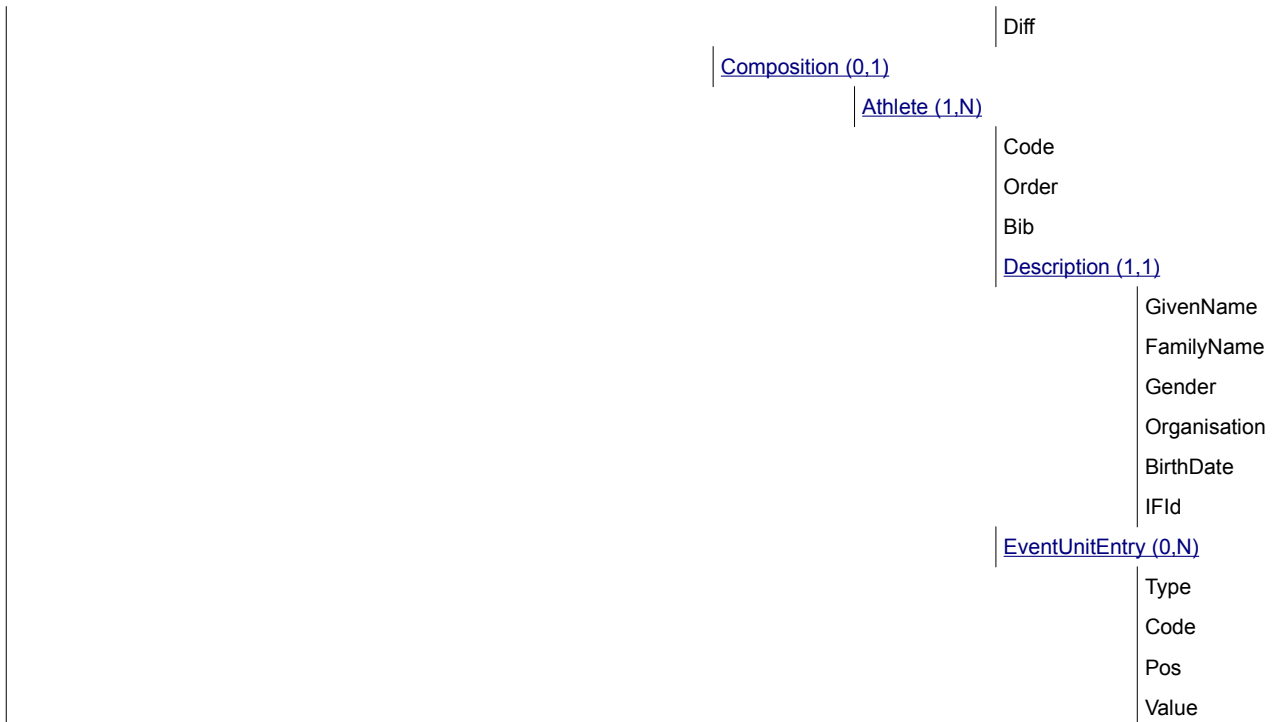 Diff
Composition (0,1)
Athlete (1,N)
Code
Order
Bib
Description (1,1)
GivenName
FamilyName
Gender
Organisation
BirthDate
IFId
EventUnitEntry (0,N)
Type
Code
Pos
Value